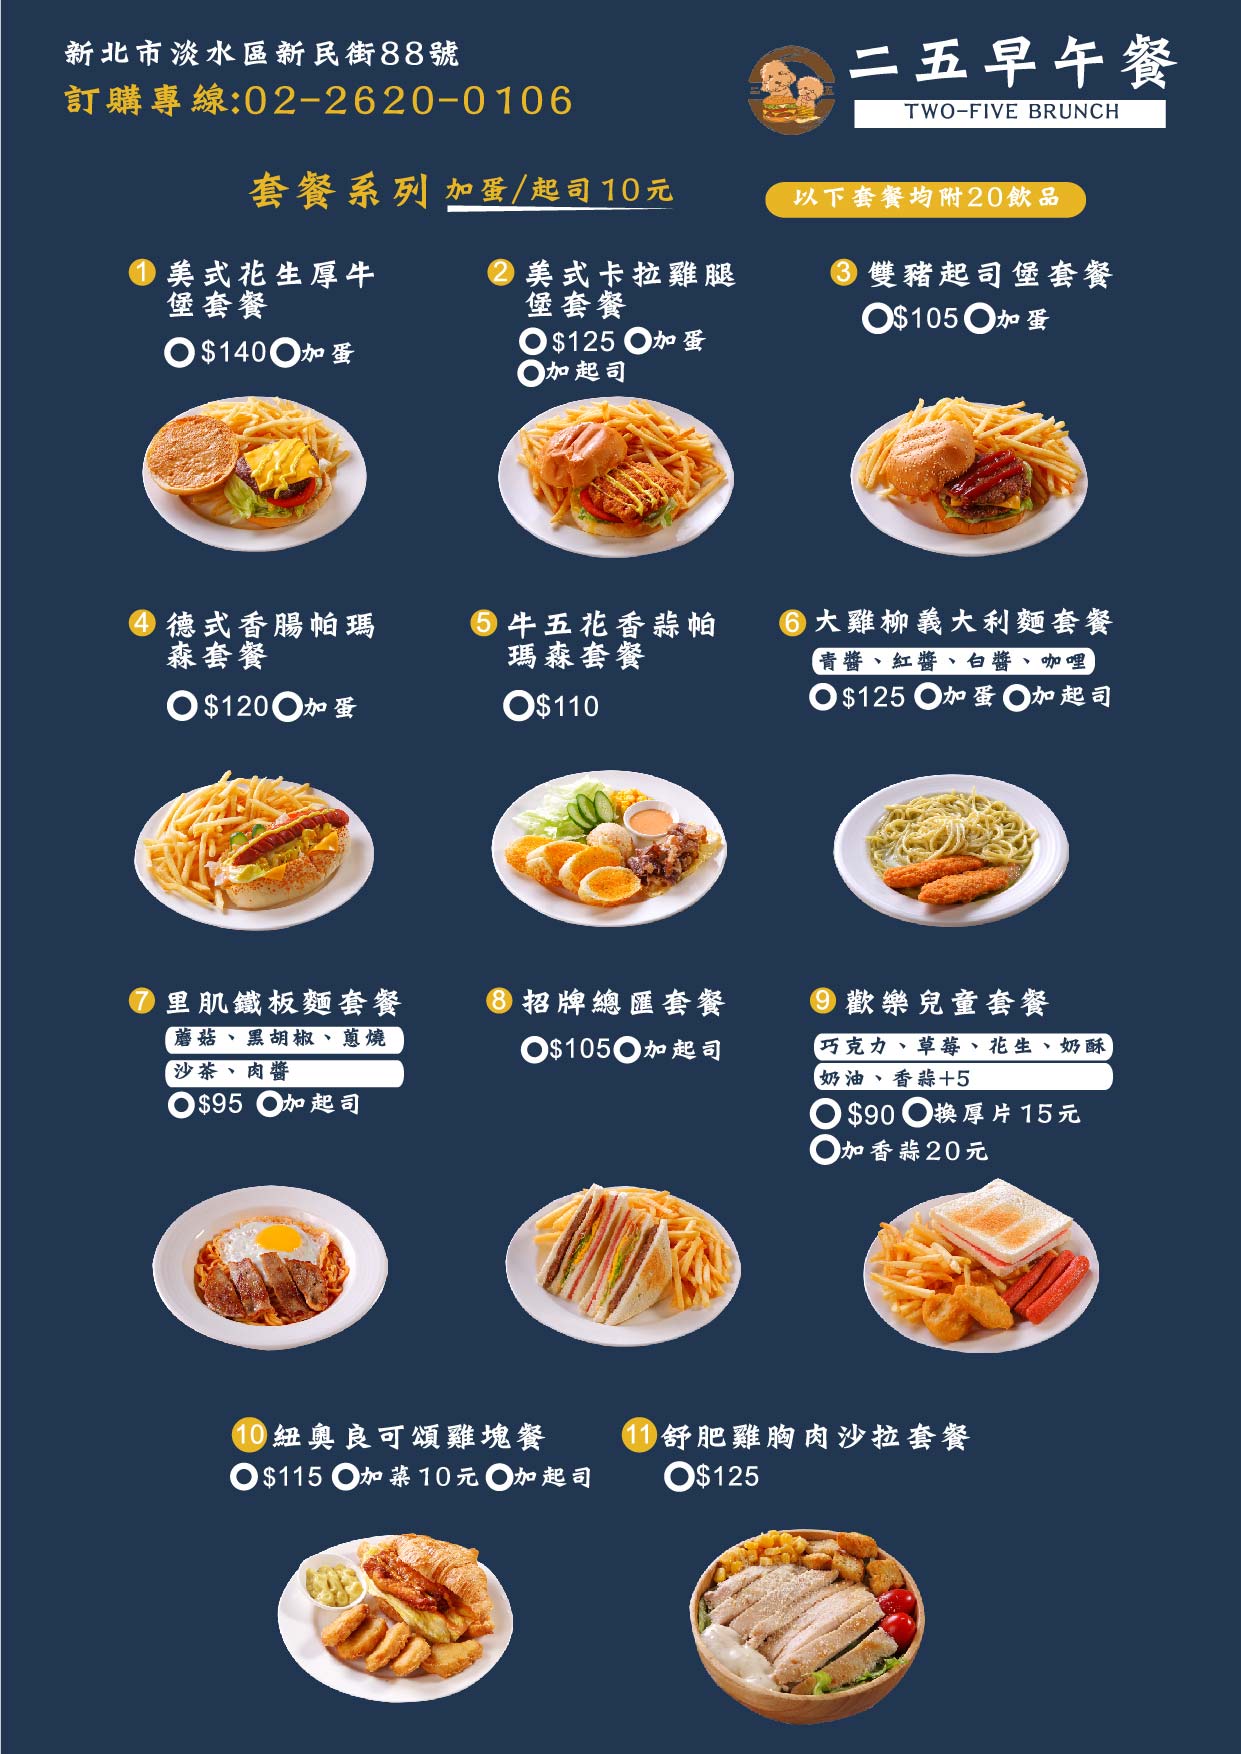 新北市淡水區新民街88號
訂購專線:02-2620-0106
二五早午餐
TWO-FIVE BRUNCH
套餐系列 加蛋/起司10元
以下套餐均附20飲品
1 美式花生厚牛
堡套餐
$140 加蛋
2 美式卡拉雞腿
堡套餐
$125 加蛋
加起司
3 雙豬起司堡套餐
$105 加蛋
4 德式香腸帕瑪
森套餐
$120 加蛋
5 牛五花香蒜帕
瑪森套餐
$110
6 大雞柳義大利麵套餐
青醬、紅醬、白醬、咖哩
$125 加蛋 加起司
7 里肌鐵板麵套餐
蘑菇、黑胡椒、蔥燒
沙茶、肉醬
$95 加起司
8 招牌總匯套餐
$105 加起司
9 歡樂兒童套餐
巧克力、草莓、花生、奶酥
奶油、香蒜+5
$90 換厚片15元
加香蒜20元
10 紐奧良可頌雞塊餐
$115 加菜10元 加起司
11 舒肥雞胸肉沙拉套餐
$125